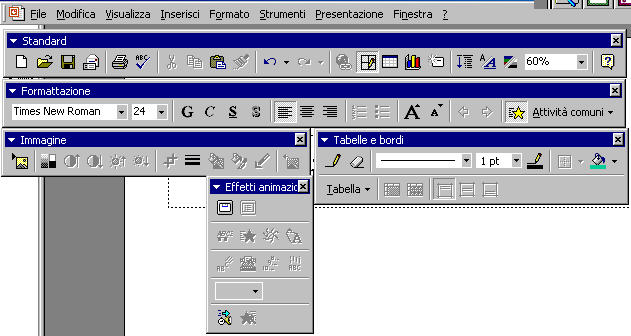 File Modifica Visualizza Inserisci Formato Strumenti Presentazione Finestra ?
Standard
ABC
60%
Formattazione
Times New Roman 24 G C S S A A Attività comuni
Immagine
Tabelle e bordi
1 pt
Tabella
Effetti animazio